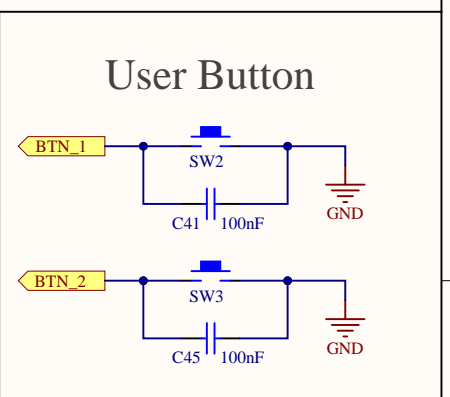 User Button
BTN_1
SW2
C41 100nF
GND
BTN_2
SW3
C45 100nF
GND